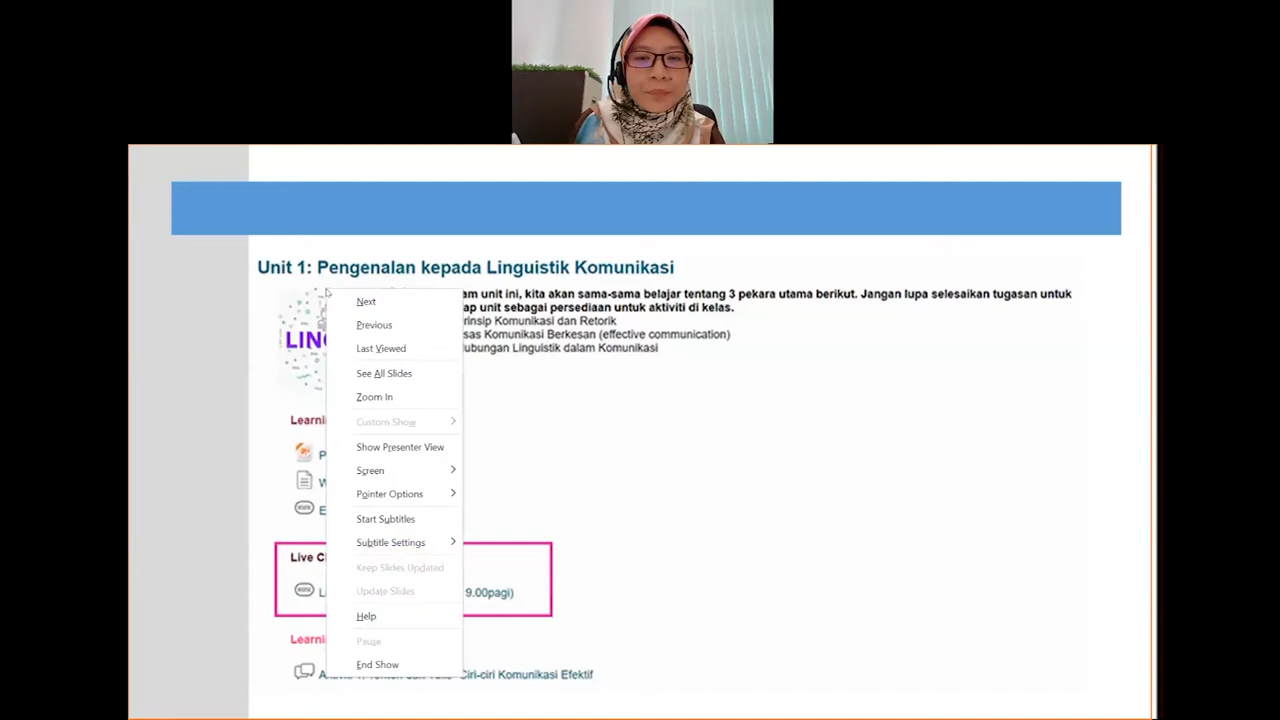 Unit 1: Pengenalan kepada Linguistik Komunikasi
am unit ini, kita akan sama-sama belajar tentang 3 pekara utama berikut. Jangan lupa selesaikan tugasan untuk
ap unit sebagai persediaan untuk aktiviti di kelas.
rinsip Komunikasi dan Retorik
sas Komunikasi Berkesan (effective communication)
ubungan Linguistik dalam Komunikasi
LIN
Next
Previous
Last Viewed
See All Slides
Zoom In
Custom Show
Show Presenter View
Screen
Pointer Options
Start Subtitles
Subtitle Settings
Keep Slides Updated
Update Slides
Help
Pause
End Show
Learni
P
W
E
Live C
L
9.00pagi)
Learni
Ciri-ciri Komunikasi Efektif